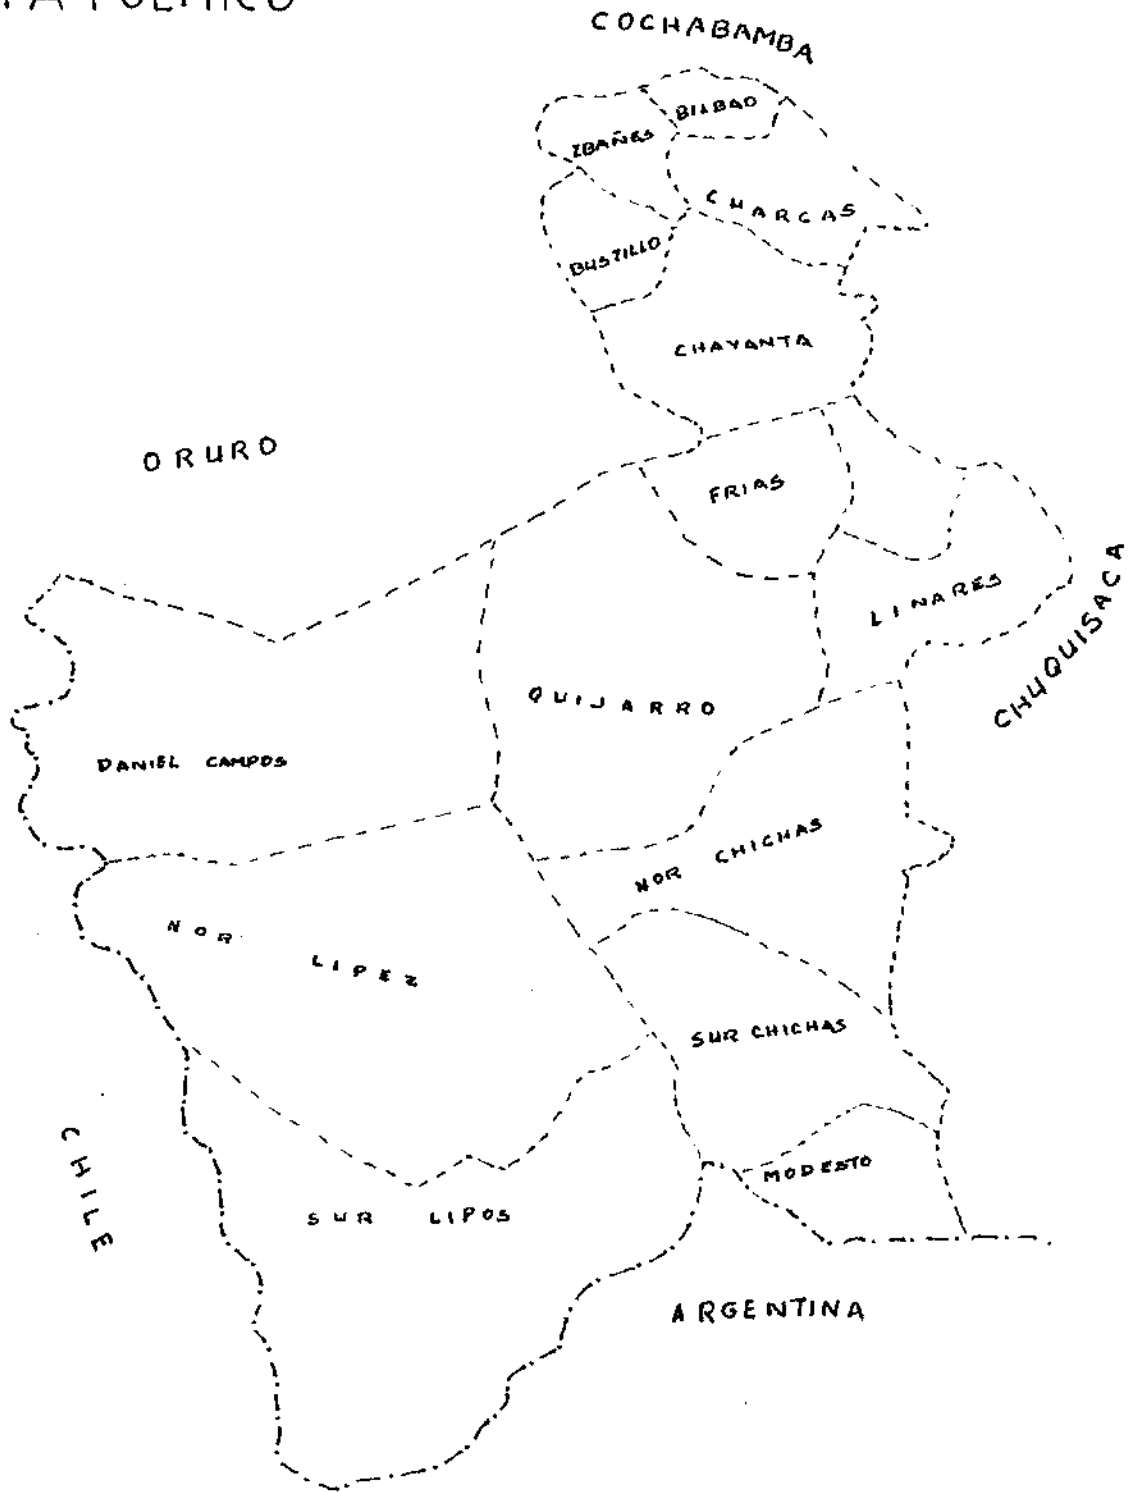 PA POLITICO
COCHABAMBA
BILBAO
IBAÑES
CHARCAS
BUSTILLO
CHAYANTA
ORURO
FRIAS
LINARES
CHUQUISACA
QUIJARRO
DANIEL CAMPOS
NOR CHICHAS
NOR LIPEZ
SUR CHICHAS
CHILE
MODESTO
SUR LIPOS
ARGENTINA